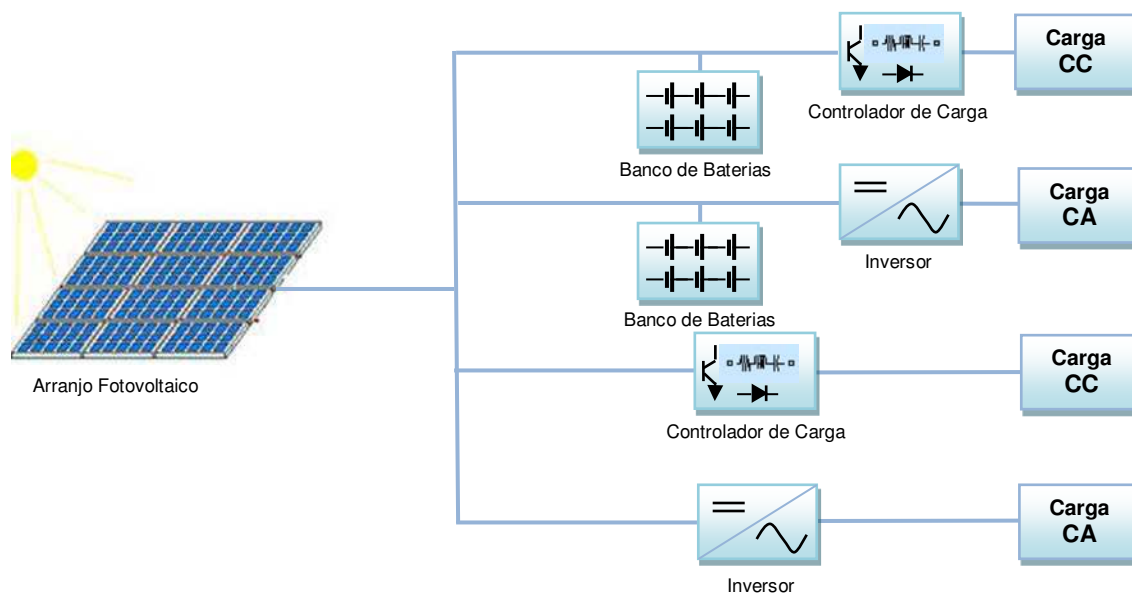 Carga
CC
Controlador de Carga
Banco de Baterias
Carga
CA
Inversor
Banco de Baterias
Arranjo Fotovoltaico
Carga
CC
Controlador de Carga
Carga
CA
Inversor